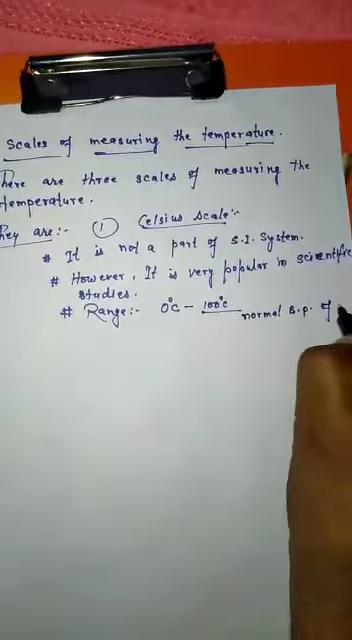 Scales of measuring the temperature.
There are three scales of measuring the
temperature.
They are:- 1 Celsius scale:-
# It is not a part of S.I. System.
# However, It is very popular in scientific
studies.
# Range:- 0°C - 100°C normal B.p. of